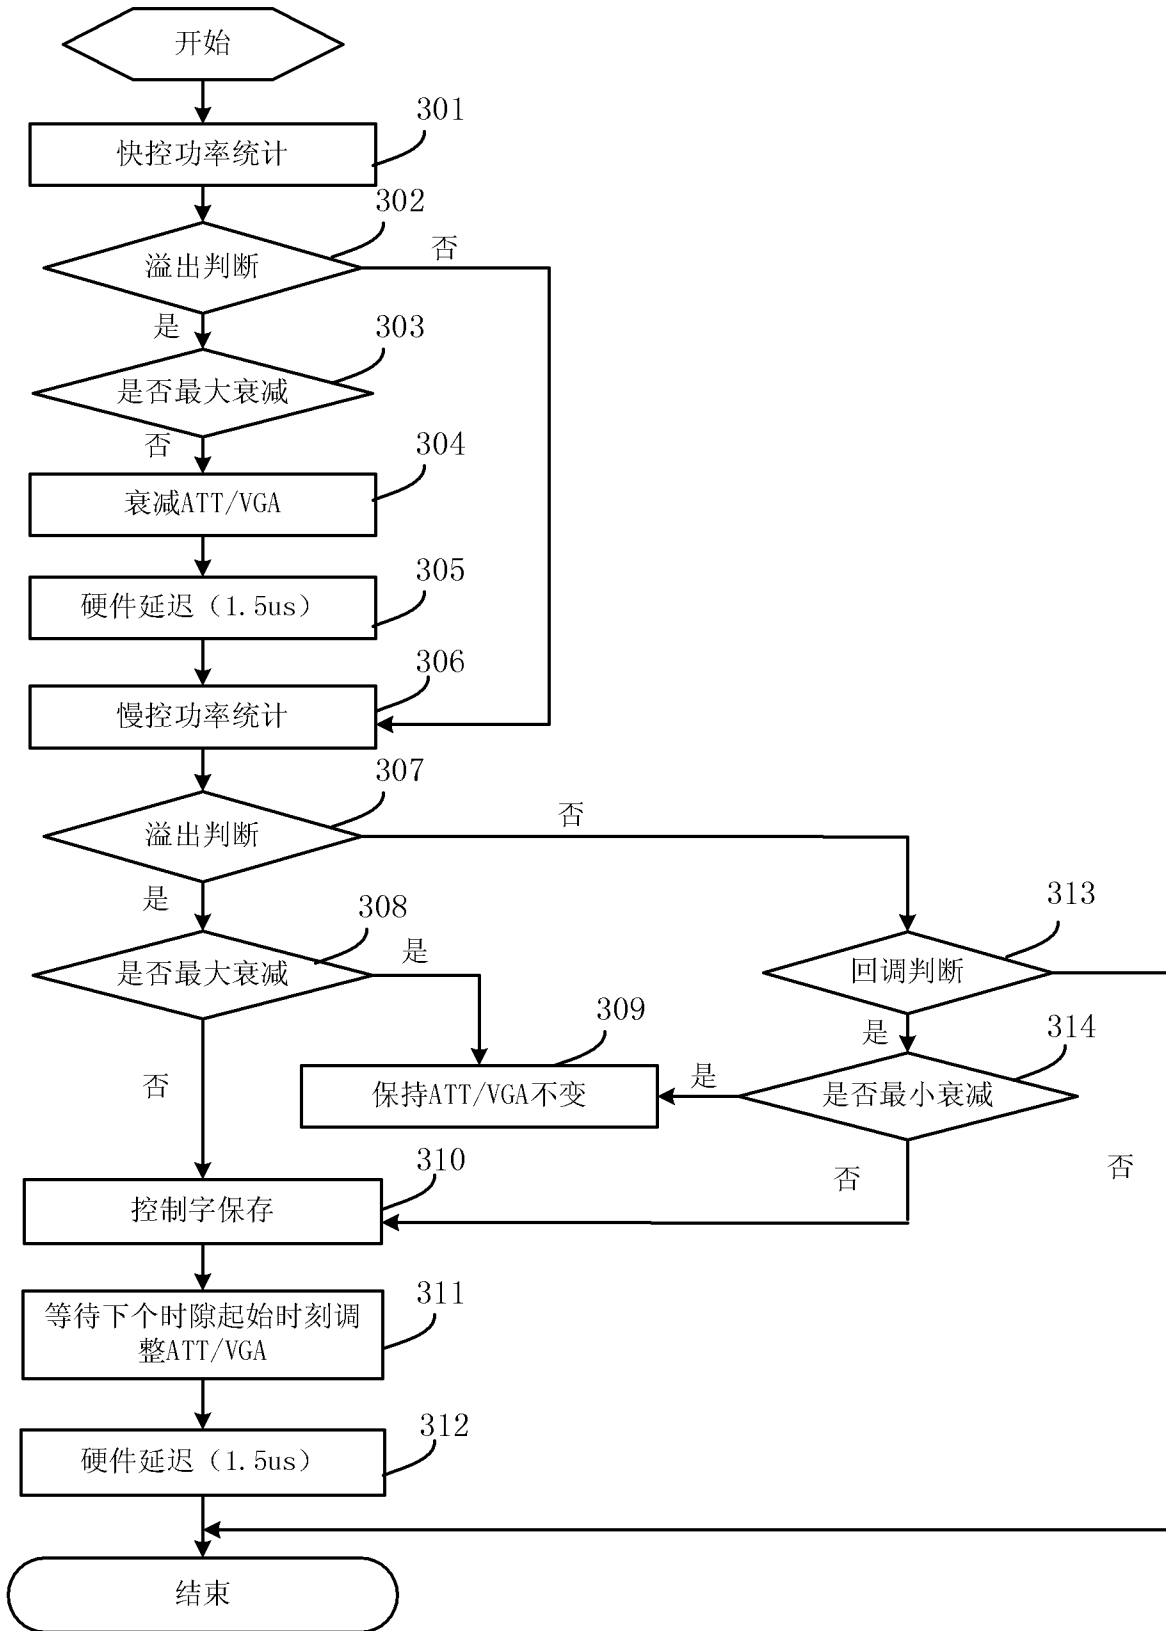 开始
301
快控功率统计
302
否
溢出判断
是
303
是否最大衰减
否
304
衰减ATT/VGA
305
硬件延迟（1.5us）
306
慢控功率统计
307
否
溢出判断
是
308
是
313
是否最大衰减
回调判断
309
是
314
否
保持ATT/VGA不变
是
是否最小衰减
310
否
否
控制字保存
311
等待下个时隙起始时刻调
整ATT/VGA
312
硬件延迟（1.5us）
结束